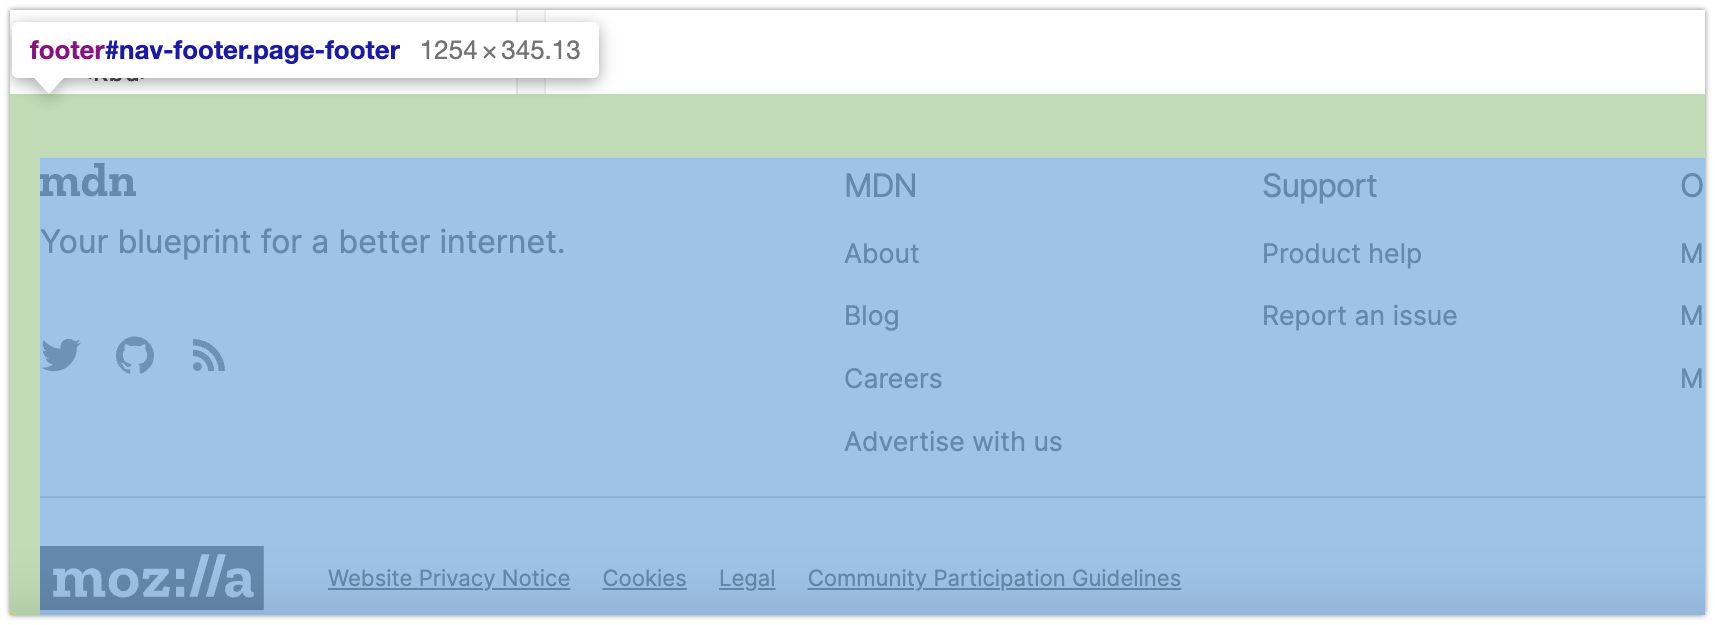 footer#nav-footer.page-footer 1254×345.13
mdn
Your blueprint for a better internet.
MDN
About
Blog
Careers
Advertise with us
Support
Product help
Report an issue
O
M
M
M
moz://a
Website Privacy Notice Cookies Legal Community Participation Guidelines